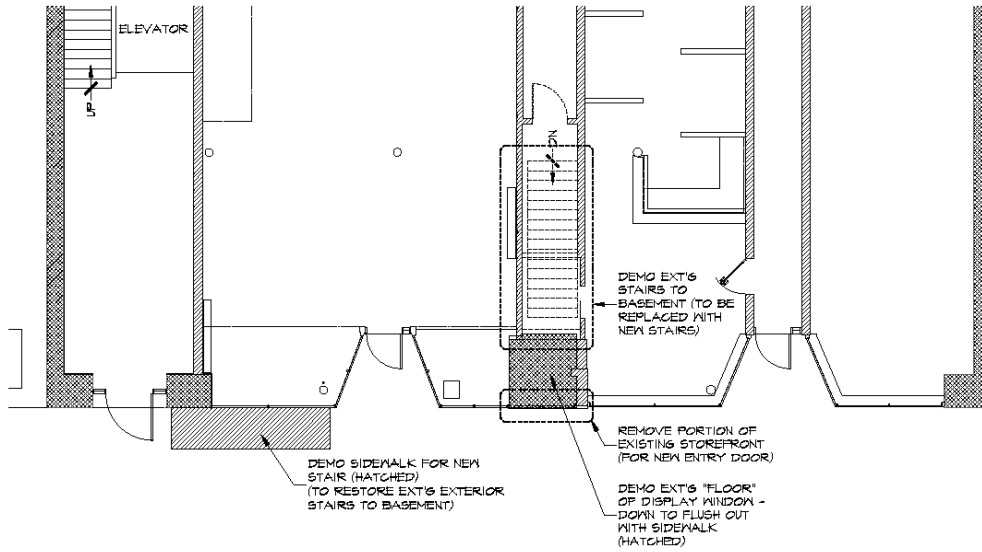 ELEVATOR
UP
DN
DEMO EXT'G
STAIRS TO
BASEMENT (TO BE
REPLACED WITH
NEW STAIRS)
REMOVE PORTION OF
EXISTING STOREFRONT
(FOR NEW ENTRY DOOR)
DEMO SIDEWALK FOR NEW
STAIR (HATCHED)
(TO RESTORE EXT'G EXTERIOR
STAIRS TO BASEMENT)
DEMO EXT'G "FLOOR"
OF DISPLAY WINDOW -
DOWN TO FLUSH OUT
WITH SIDEWALK
(HATCHED)